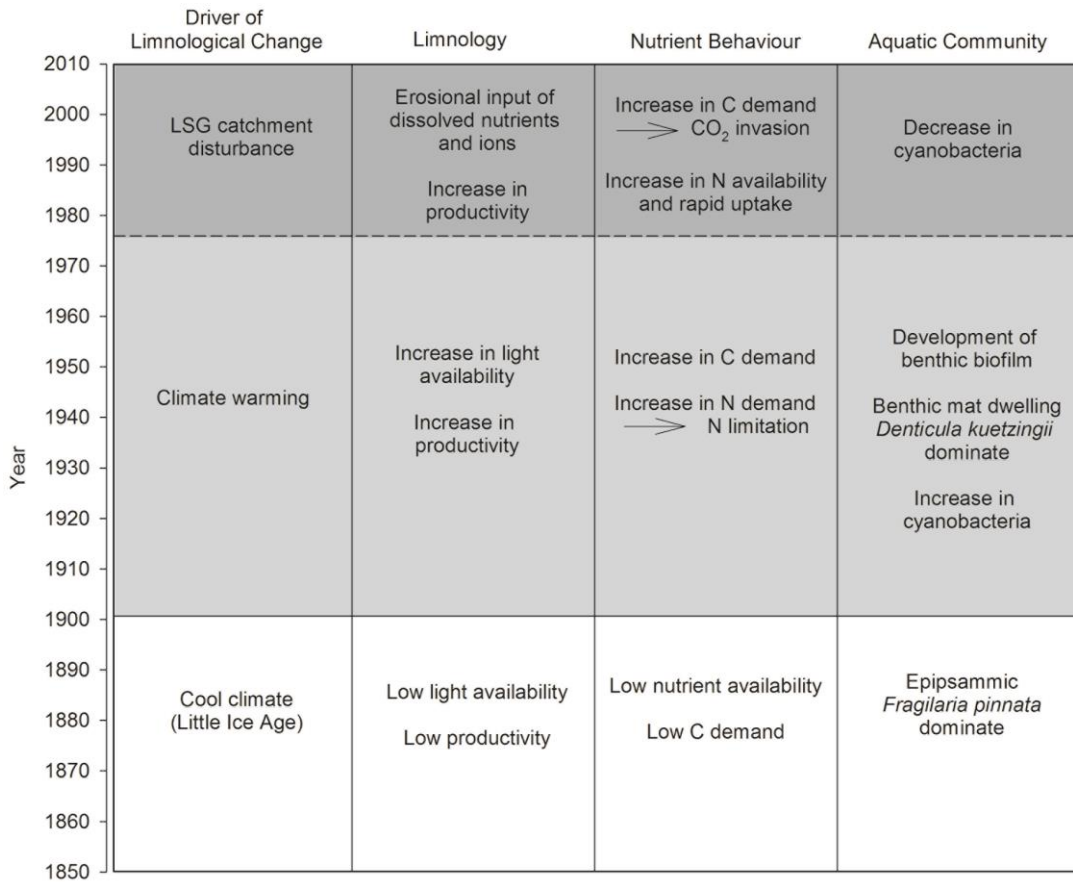 Driver of
Limnological Change
Limnology
Nutrient Behaviour
Aquatic Community
Year
2010
2000
1990
1980
1970
1960
1950
1940
1930
1920
1910
1900
1890
1880
1870
1860
1850
LSG catchment
disturbance
Erosional input of
dissolved nutrients
and ions
Increase in
productivity
Increase in C demand
→ CO₂ invasion
Increase in N availability
and rapid uptake
Decrease in
cyanobacteria
Climate warming
Increase in light
availability
Increase in
productivity
Increase in C demand
Increase in N demand
→ N limitation
Development of
benthic biofilm
Benthic mat dwelling
Denticula kuetzingii
dominate
Increase in
cyanobacteria
Cool climate
(Little Ice Age)
Low light availability
Low productivity
Low nutrient availability
Low C demand
Epipsammic
Fragilaria pinnata
dominate